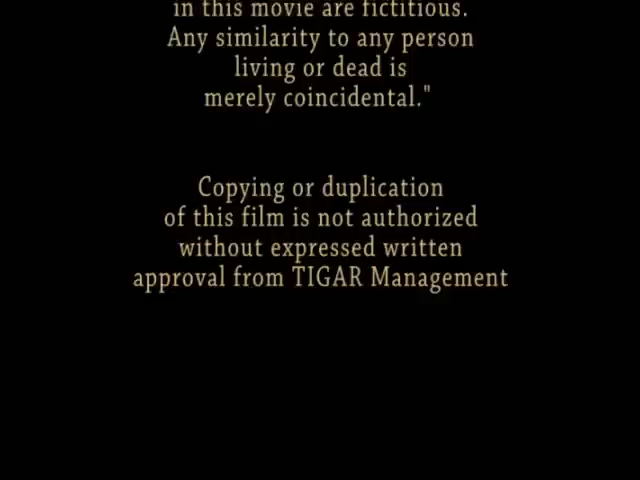 in this movie are fictitious.
Any similarity to any person
living or dead is
merely coincidental."
Copying or duplication
of this film is not authorized
without expressed written
approval from TIGAR Management